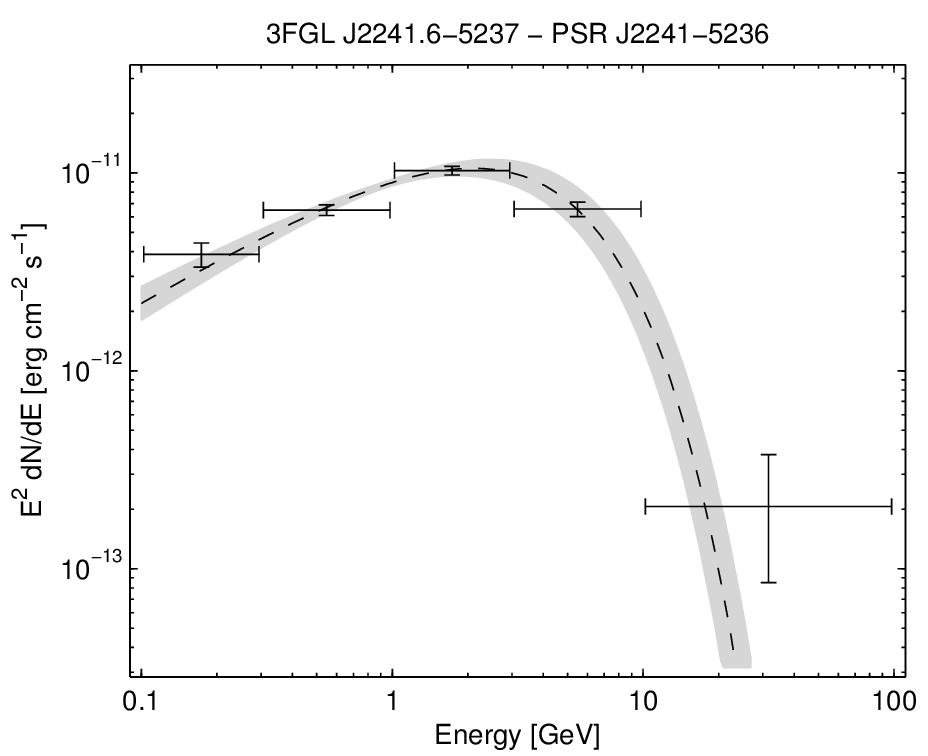 3FGL J2241.6−5237 − PSR J2241−5236
E² dN/dE [erg cm⁻² s⁻¹]
10⁻¹¹
10⁻¹²
10⁻¹³
0.1 1 10 100
Energy [GeV]